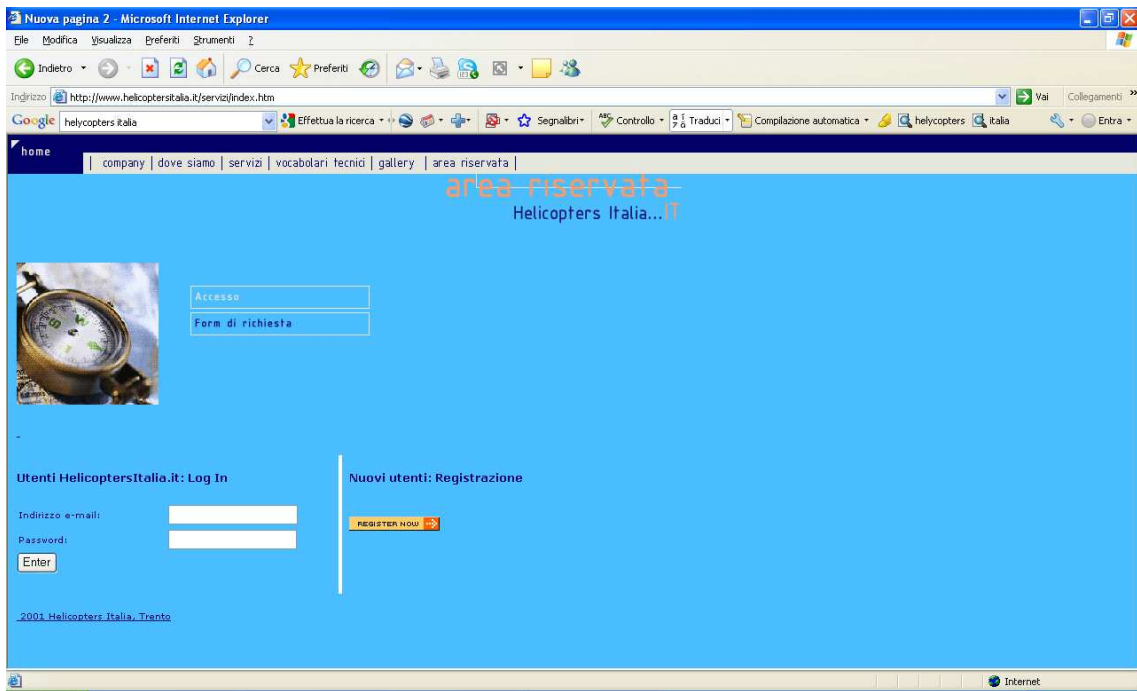 Nuova pagina 2 - Microsoft Internet Explorer
File Modifica Visualizza Preferiti Strumenti ?
Indietro Cerca Preferiti
Indirizzo http://www.helicoptersitalia.it/servizi/index.htm Vai Collegamenti »
Google helycopters italia Effettua la ricerca Segnalibri Controllo Traduci Compilazione automatica helycopters italia Entra
home
| company | dove siamo | servizi | vocabolari tecnici | gallery | area riservata |
area riservata
Helicopters Italia...IT
Accesso
Form di richiesta
-
Utenti HelicoptersItalia.it: Log In
Indirizzo e-mail:
Password:
Enter
Nuovi utenti: Registrazione
REGISTER NOW
2001 Helicopters Italia, Trento
Internet